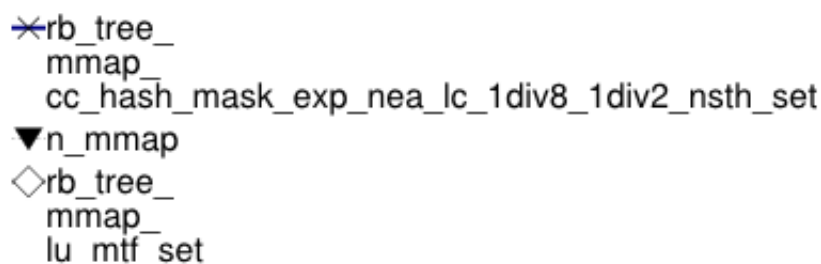 rb_tree_
mmap_
cc_hash_mask_exp_nea_lc_1div8_1div2_nsth_set
n_mmap
rb_tree_
mmap_
lu_mtf_set